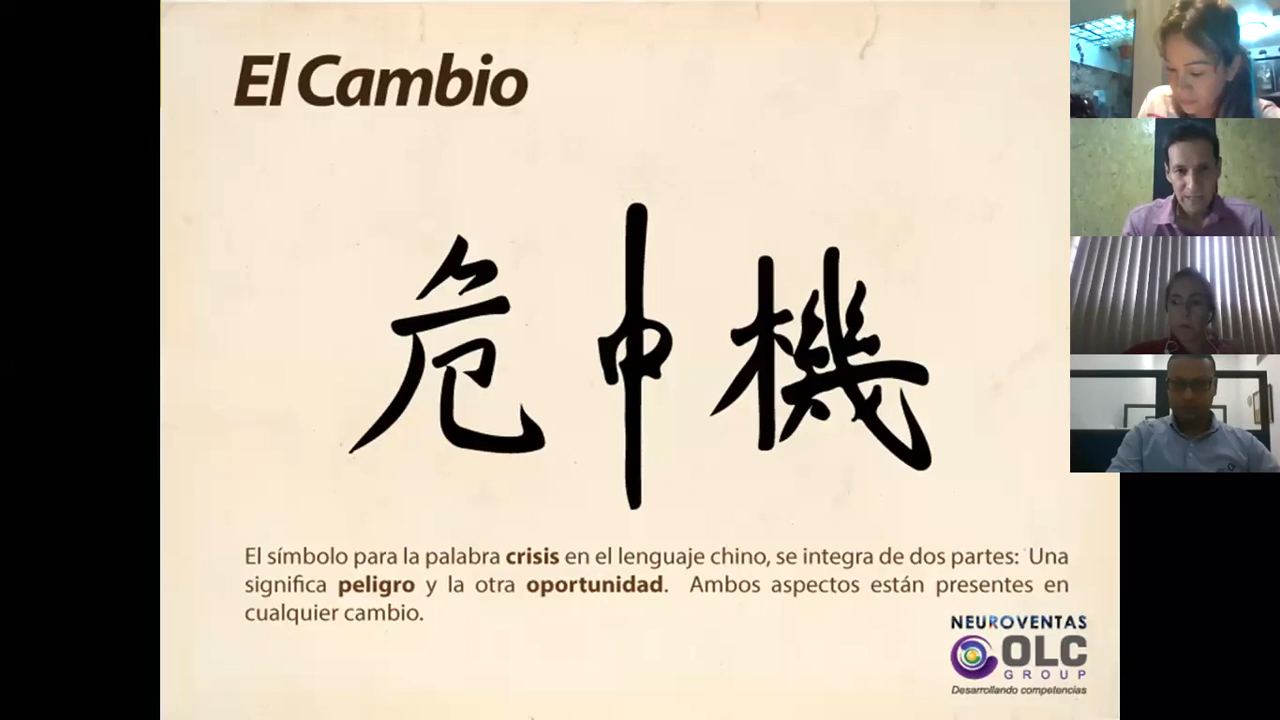 El Cambio
危中機
El símbolo para la palabra crisis en el lenguaje chino, se integra de dos partes: Una
significa peligro y la otra oportunidad. Ambos aspectos están presentes en
cualquier cambio.
NEUROVENTAS
OLC
GROUP
Desarrollando competencias